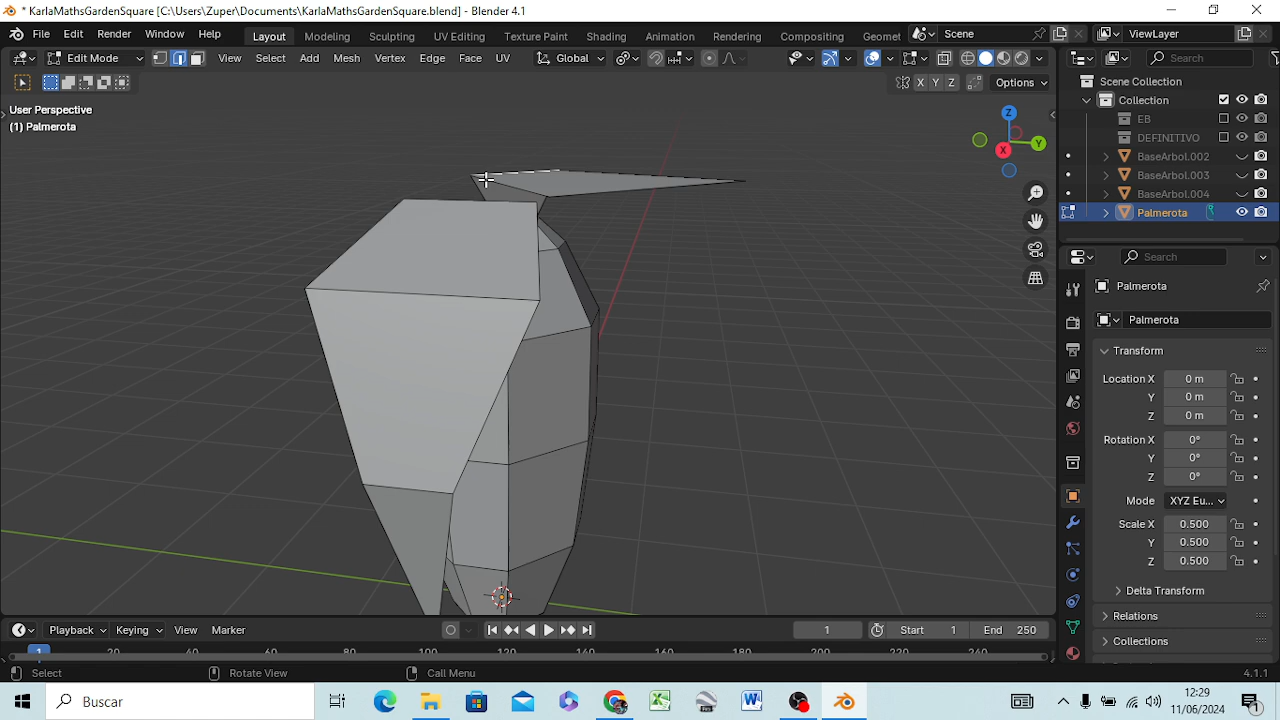 * KarlaMathsGardenSquare [C:\Users\Zuper\Documents\KarlaMathsGardenSquare.blend] - Blender 4.1
File Edit Render Window Help Layout Modeling Sculpting UV Editing Texture Paint Shading Animation Rendering Compositing Geomet Scene ViewLayer
Edit Mode View Select Add Mesh Vertex Edge Face UV Global Search
X Y Z Options
User Perspective
(1) Palmerota
Scene Collection
Collection
EB
DEFINITIVO
BaseArbol.002
BaseArbol.003
BaseArbol.004
Palmerota
Z
Y
X
Search
Palmerota
Palmerota
Transform
Location X 0 m
Y 0 m
Z 0 m
Rotation X 0°
Y 0°
Z 0°
Mode XYZ Eu...
Scale X 0.500
Y 0.500
Z 0.500
Delta Transform
Relations
Collections
Playback Keying View Marker 1 Start 1 End 250
1 20 40 60 80 100 120 140 160 180 200 220 240
Select Rotate View Call Menu 4.1.1
Buscar
12:29
11/06/2024
1